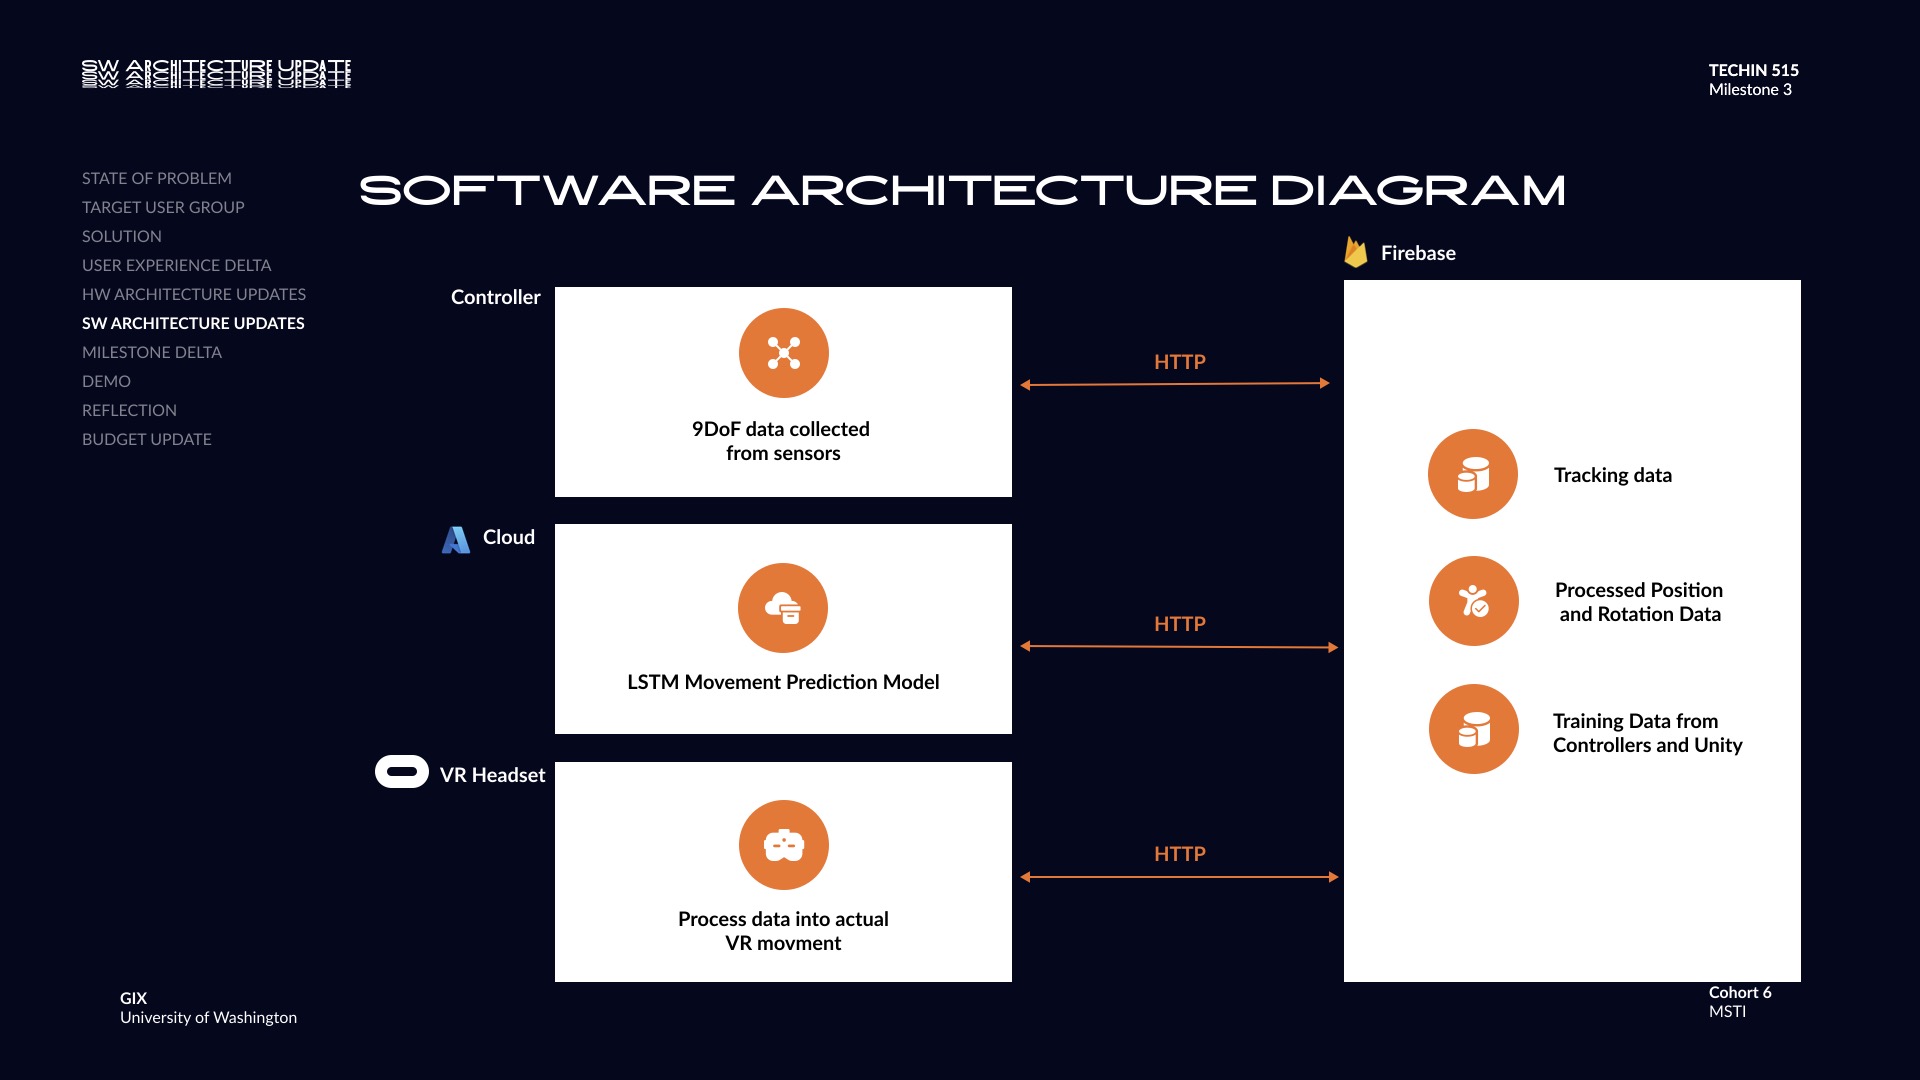 SW ARCHITECTURE UPDATE
TECHIN 515
Milestone 3
STATE OF PROBLEM
TARGET USER GROUP
SOLUTION
USER EXPERIENCE DELTA
HW ARCHITECTURE UPDATES
SW ARCHITECTURE UPDATES
MILESTONE DELTA
DEMO
REFLECTION
BUDGET UPDATE
SOFTWARE ARCHITECTURE DIAGRAM
Controller
9DoF data collected
from sensors
HTTP
Cloud
LSTM Movement Prediction Model
HTTP
VR Headset
Process data into actual
VR movment
HTTP
Firebase
Tracking data
Processed Position
and Rotation Data
Training Data from
Controllers and Unity
GIX
University of Washington
Cohort 6
MSTI